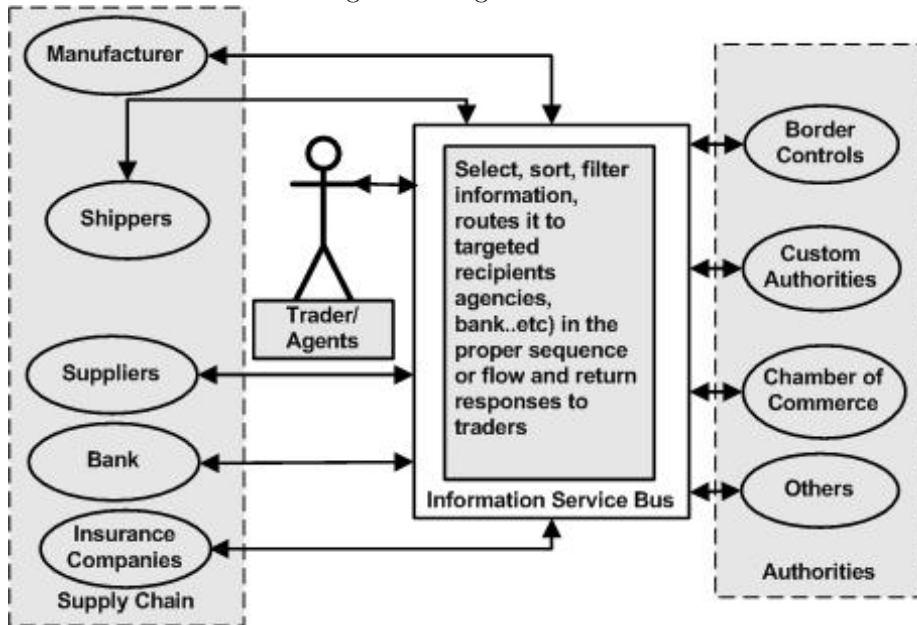 Manufacturer
Shippers
Suppliers
Bank
Insurance
Companies
Supply Chain
Trader/
Agents
Select, sort, filter
information,
routes it to
targeted
recipients
agencies,
bank..etc) in the
proper sequence
or flow and return
responses to
traders
Information Service Bus
Border
Controls
Custom
Authorities
Chamber of
Commerce
Others
Authorities